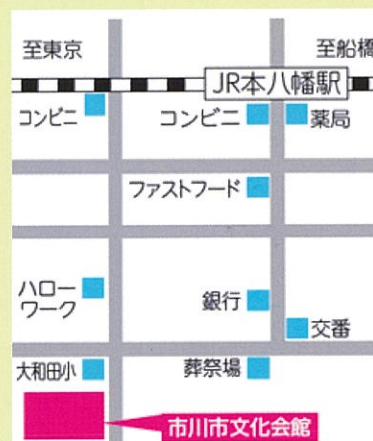 至東京
至船橋
JR本八幡駅
コンビニ
コンビニ
薬局
ファストフード
ハロー
ワーク
銀行
交番
大和田小
葬祭場
市川市文化会館